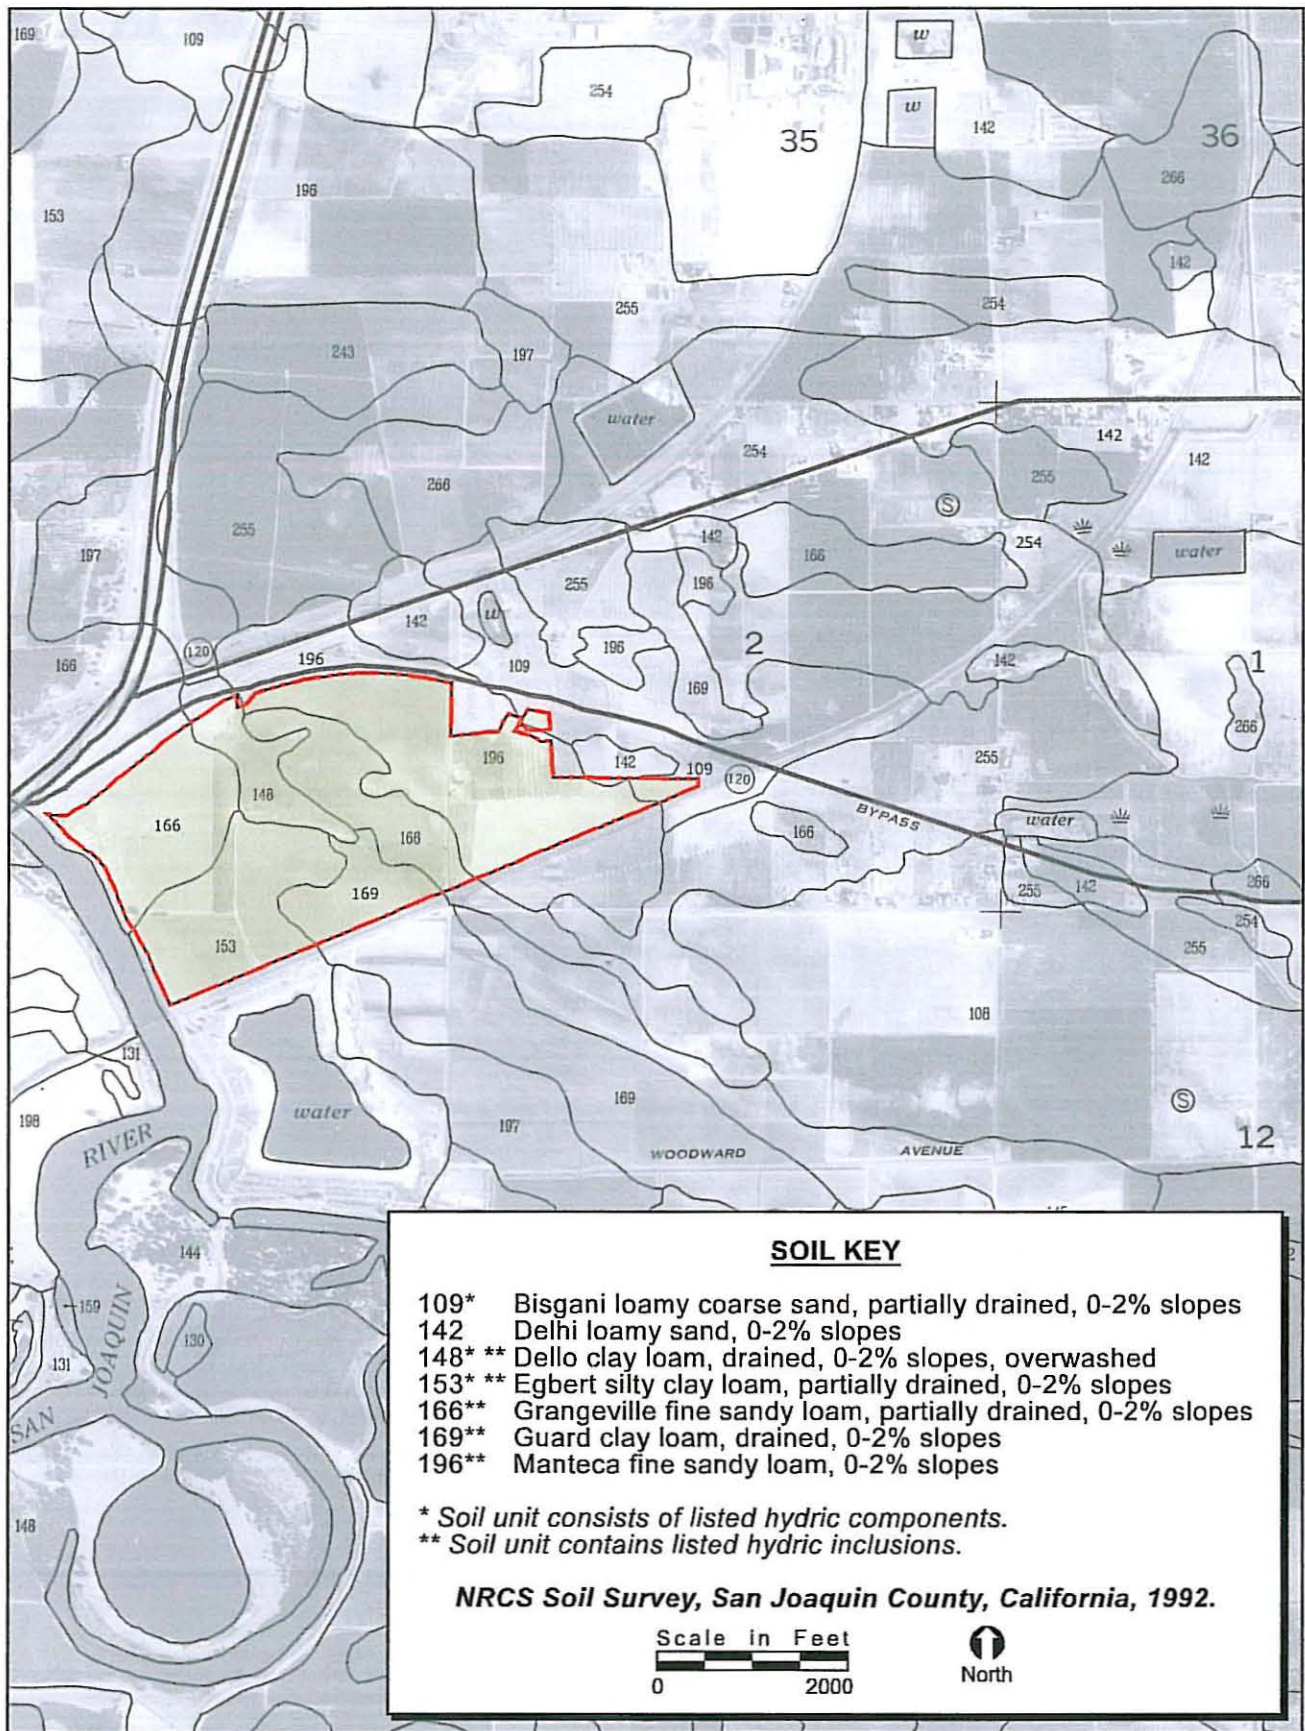 169
109
w
254
w
142
35
36
266
196
153
142
254
255
243
197
water
142
254
142
255
266
S
255
254
water
197
142
166
255
196
142
w
2
120
196
109
196
142
1
166
169
266
196
142
109
255
120
148
BYPASS
water
166
168
166
169
255
142
266
254
153
255
108
131
S
water
169
198
RIVER
197
WOODWARD AVENUE
12
144
159
JOAQUIN
130
131
SAN
148
SOIL KEY
109* Bisgani loamy coarse sand, partially drained, 0-2% slopes
142 Delhi loamy sand, 0-2% slopes
148* ** Dello clay loam, drained, 0-2% slopes, overwashed
153* ** Egbert silty clay loam, partially drained, 0-2% slopes
166** Grangeville fine sandy loam, partially drained, 0-2% slopes
169** Guard clay loam, drained, 0-2% slopes
196** Manteca fine sandy loam, 0-2% slopes
* Soil unit consists of listed hydric components.
** Soil unit contains listed hydric inclusions.
NRCS Soil Survey, San Joaquin County, California, 1992.
Scale in Feet
0 2000
North